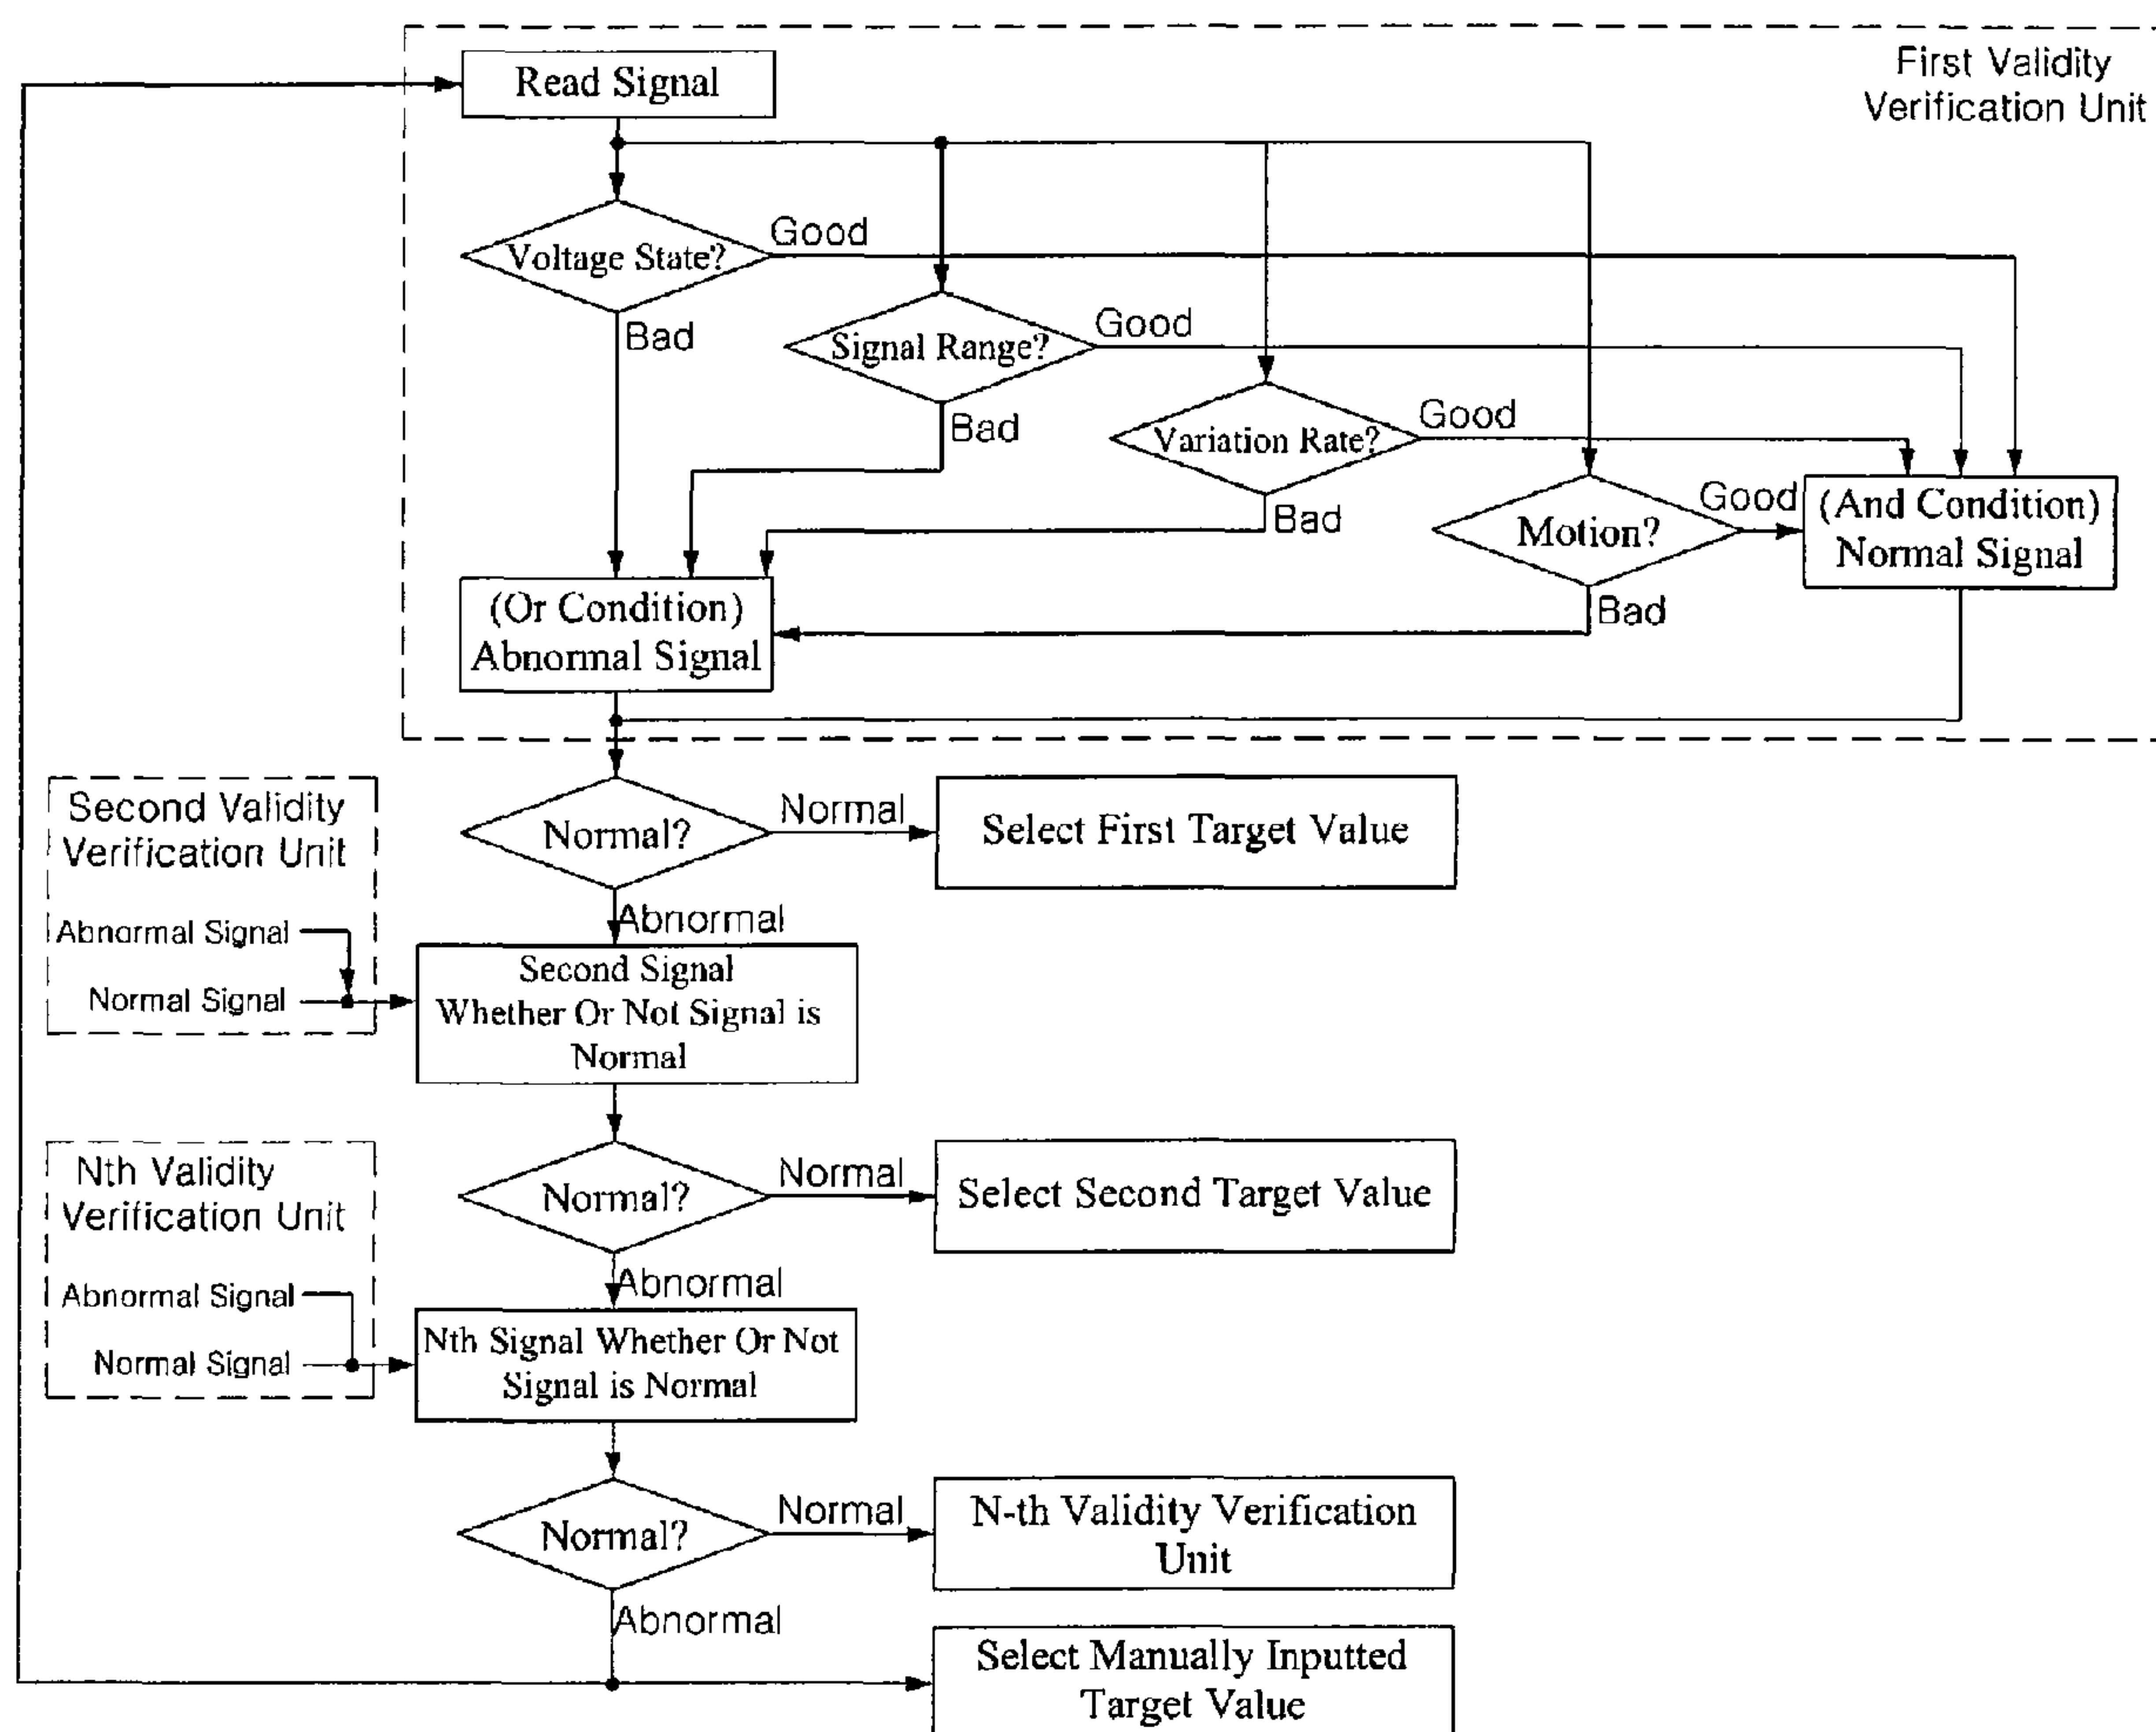 First Validity
Verification Unit
Read Signal
Voltage State?
Good
Bad
Signal Range?
Good
Bad
Variation Rate?
Good
Bad
Motion?
Good
Bad
(And Condition)
Normal Signal
(Or Condition)
Abnormal Signal
Normal?
Normal
Select First Target Value
Abnormal
Second Validity
Verification Unit
Abnormal Signal
Normal Signal
Second Signal
Whether Or Not Signal is
Normal
Normal?
Normal
Select Second Target Value
Abnormal
Nth Validity
Verification Unit
Abnormal Signal
Normal Signal
Nth Signal Whether Or Not
Signal is Normal
Normal?
Normal
N-th Validity Verification
Unit
Abnormal
Select Manually Inputted
Target Value